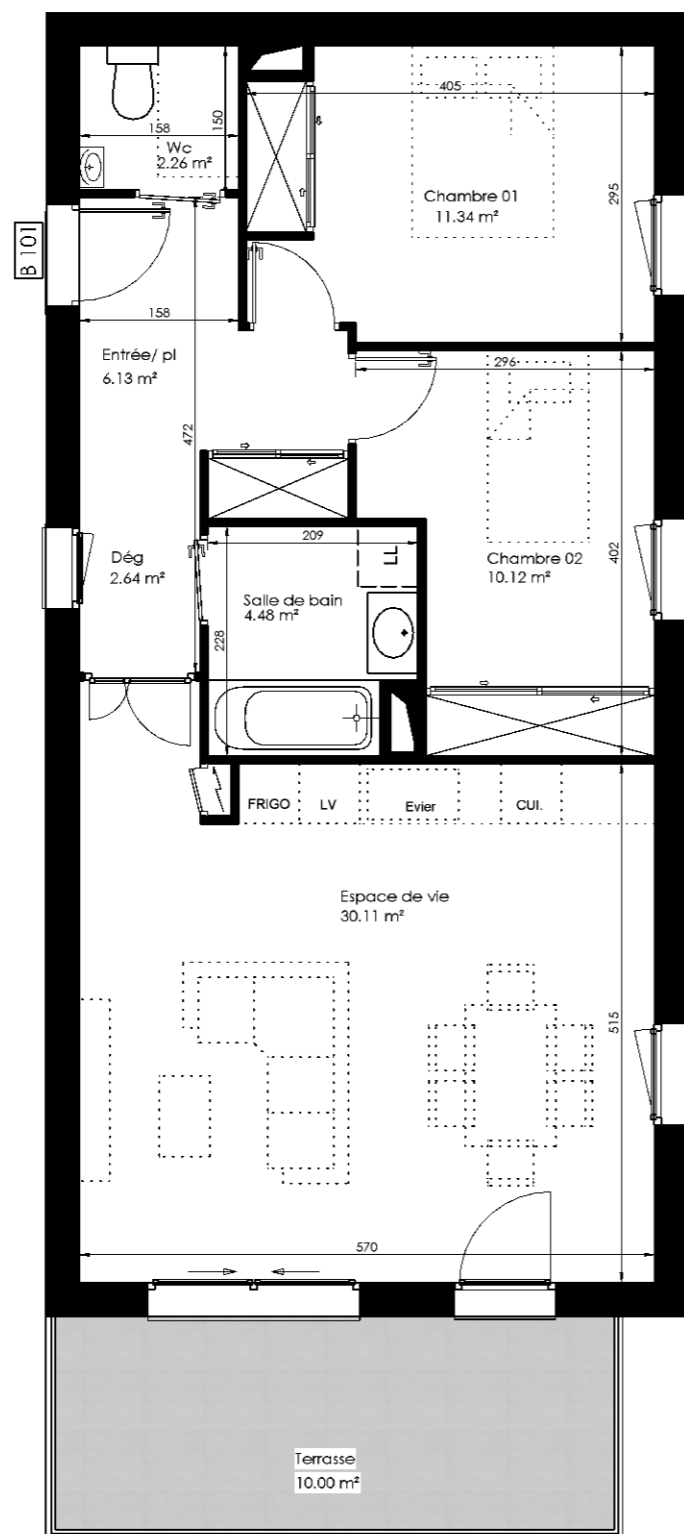 405
158
150
Wc
2.26 m²
Chambre 01
11.34 m²
295
B 101
158
Entrée/ pl
6.13 m²
296
472
402
209
LL
Dég
2.64 m²
Chambre 02
10.12 m²
Salle de bain
4.48 m²
228
FRIGO
LV
Evier
CUI.
Espace de vie
30.11 m²
515
570
Terrasse
10.00 m²